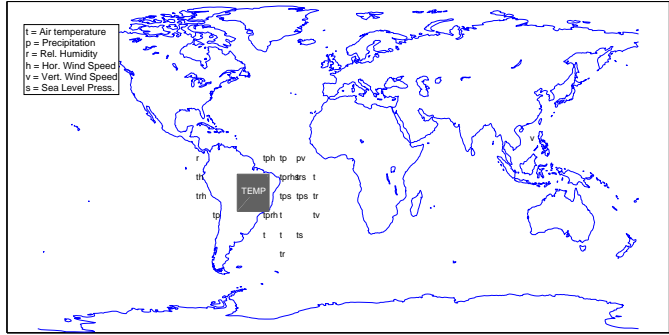 t = Air temperature
p = Precipitation
r = Rel. Humidity
h = Hor. Wind Speed
v = Vert. Wind Speed
s = Sea Level Press.
v
r tph tp pv
th trs t
TEMP
trh tps tps tr
tp tprh t tv
t t ts
tr